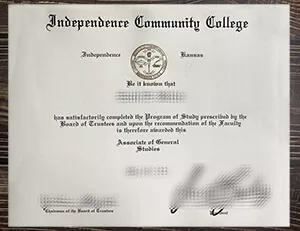 Independence Community College
Independence Kansas
Be it known that
has satisfactorily completed the Program of Study prescribed by the
Board of Trustees and upon the recommendation of the Faculty
is therefore awarded this
Associate of General
Studies
Chairman of the Board of Trustees